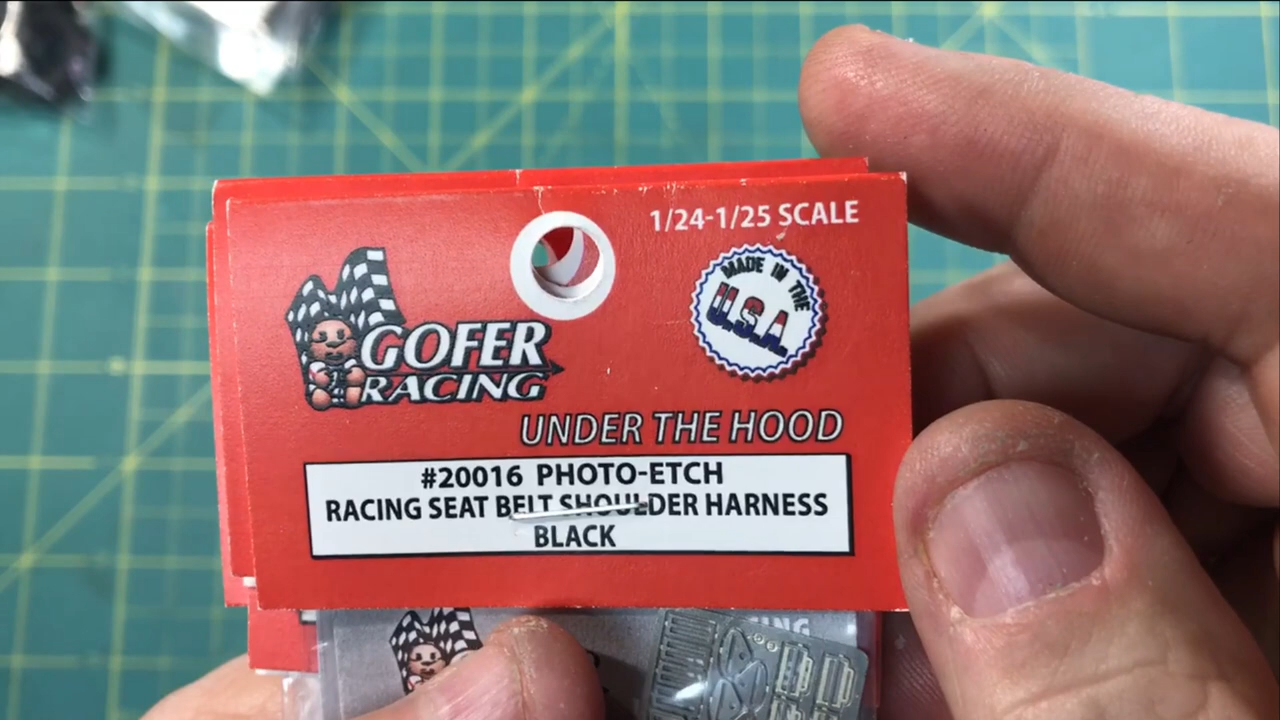 1/24-1/25 SCALE
MADE IN THE
U.S.A.
GOFER
RACING
UNDER THE HOOD
#20016 PHOTO-ETCH
RACING SEAT BELT SHOULDER HARNESS
BLACK